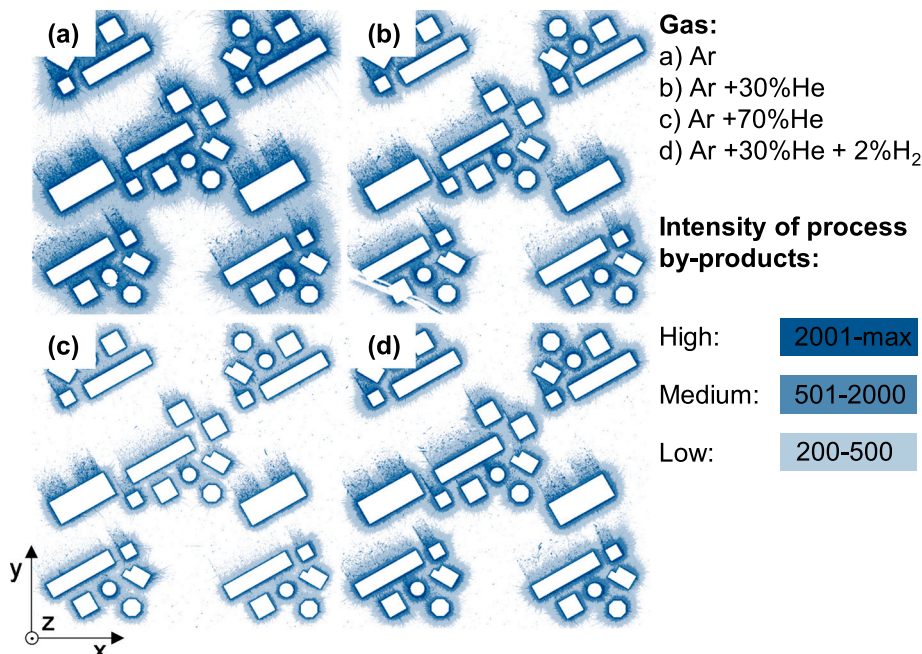 (a)
(b)
(c)
(d)
y
z
x
Gas:
a) Ar
b) Ar +30%He
c) Ar +70%He
d) Ar +30%He + 2%H₂
Intensity of process
by-products:
High: 2001-max
Medium: 501-2000
Low: 200-500